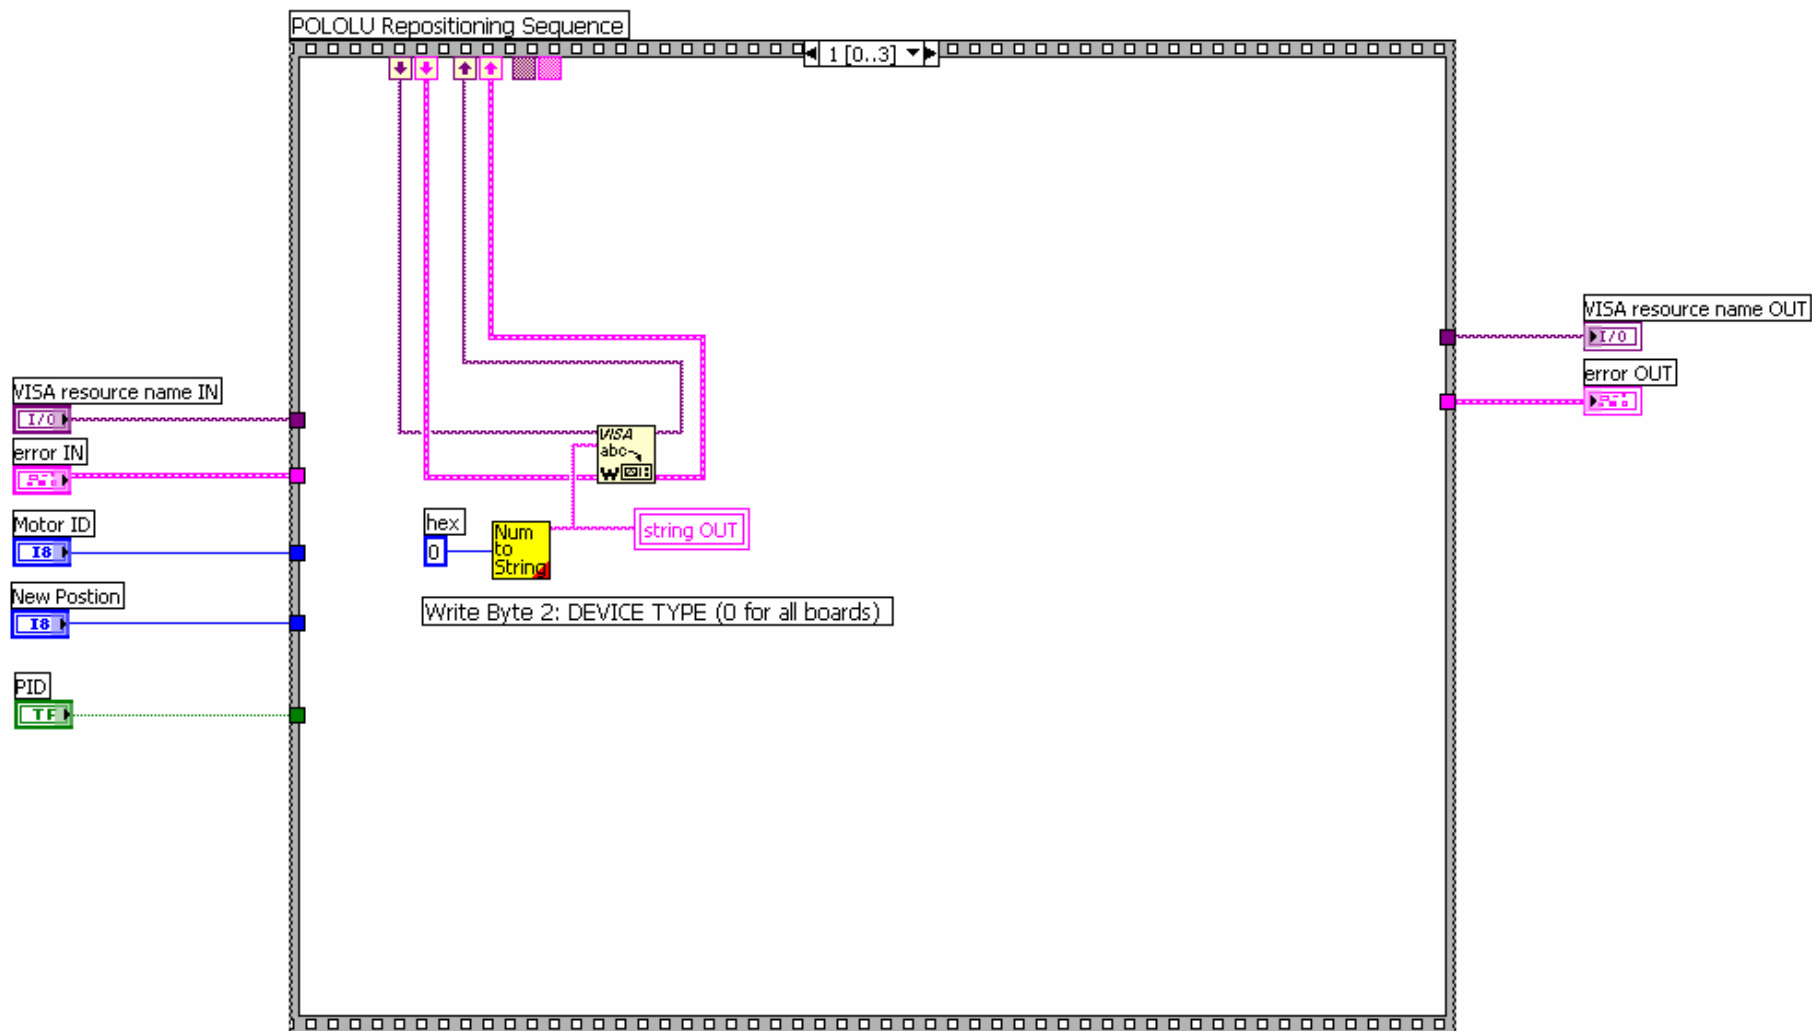 POLOLU Repositioning Sequence
1 [0..3]
VISA resource name OUT
I/O
error OUT
VISA resource name IN
I/O
error IN
VISA
abc
W
Motor ID
I8
hex
0
Num
to
String
string OUT
New Postion
I8
Write Byte 2: DEVICE TYPE (0 for all boards)
PID
TF